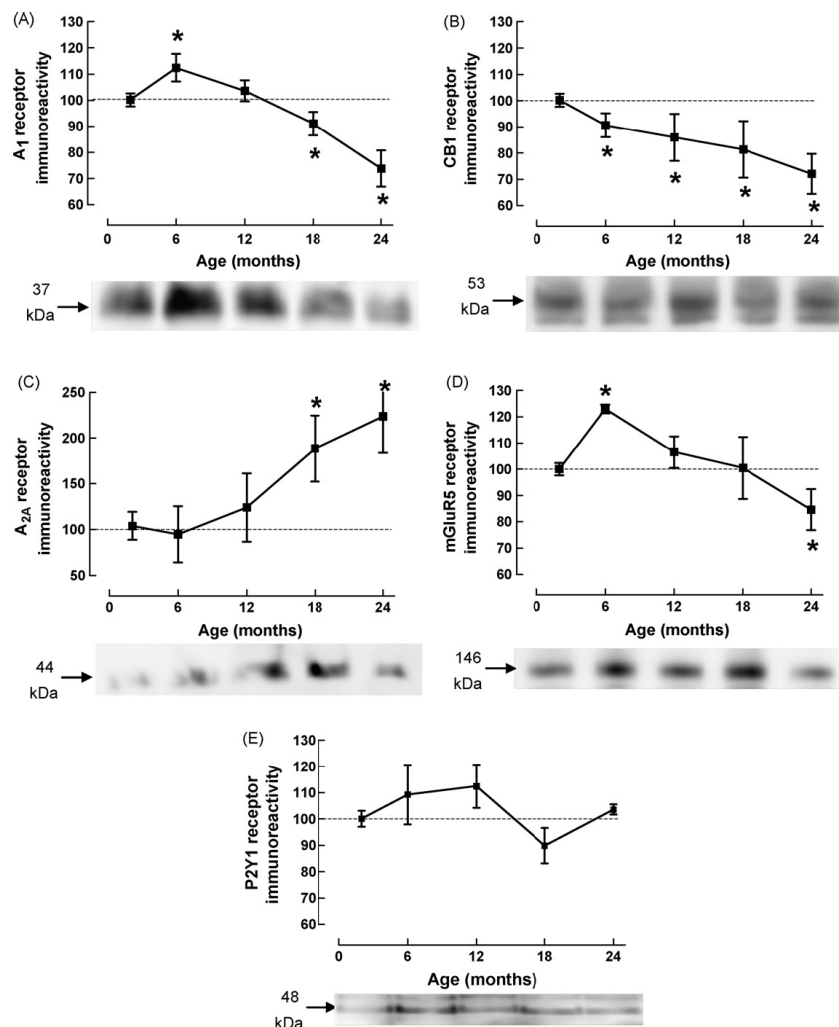 (A)
130
120
110
100
90
80
70
60
A1 receptor
immunoreactivity
*
*
*
0 6 12 18 24
Age (months)
37
kDa
(B)
130
120
110
100
90
80
70
60
CB1 receptor
immunoreactivity
* * * *
0 6 12 18 24
Age (months)
53
kDa
(C)
250
200
150
100
50
A2A receptor
immunoreactivity
* *
0 6 12 18 24
Age (months)
44
kDa
(D)
130
120
110
100
90
80
70
60
mGluR5 receptor
immunoreactivity
*
*
0 6 12 18 24
Age (months)
146
kDa
(E)
130
120
110
100
90
80
70
60
P2Y1 receptor
immunoreactivity
0 6 12 18 24
Age (months)
48
kDa